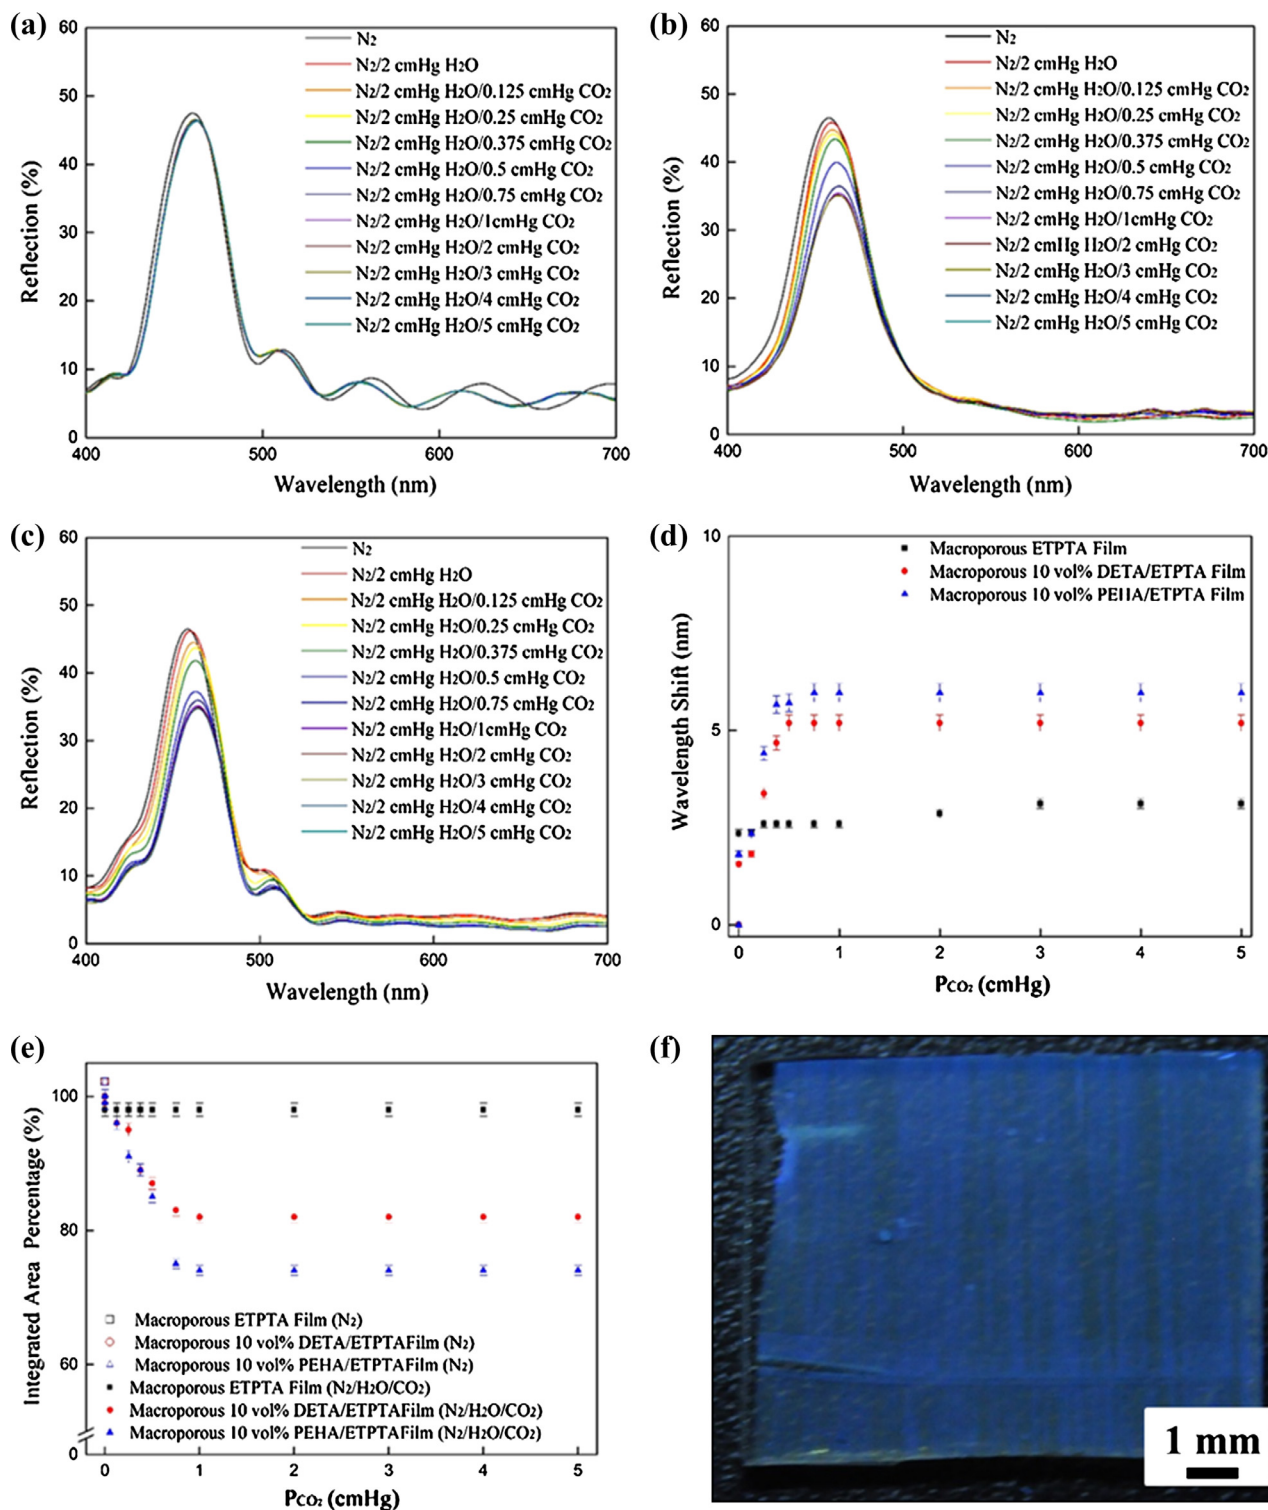 (a)
60
50
40
30
20
10
0
Reflection (%)
N₂
N₂/2 cmHg H₂O
N₂/2 cmHg H₂O/0.125 cmHg CO₂
N₂/2 cmHg H₂O/0.25 cmHg CO₂
N₂/2 cmHg H₂O/0.375 cmHg CO₂
N₂/2 cmHg H₂O/0.5 cmHg CO₂
N₂/2 cmHg H₂O/0.75 cmHg CO₂
N₂/2 cmHg H₂O/1cmHg CO₂
N₂/2 cmHg H₂O/2 cmHg CO₂
N₂/2 cmHg H₂O/3 cmHg CO₂
N₂/2 cmHg H₂O/4 cmHg CO₂
N₂/2 cmHg H₂O/5 cmHg CO₂
400 500 600 700
Wavelength (nm)
(b)
60
50
40
30
20
10
0
Reflection (%)
N₂
N₂/2 cmHg H₂O
N₂/2 cmHg H₂O/0.125 cmHg CO₂
N₂/2 cmHg H₂O/0.25 cmHg CO₂
N₂/2 cmHg H₂O/0.375 cmHg CO₂
N₂/2 cmHg H₂O/0.5 cmHg CO₂
N₂/2 cmHg H₂O/0.75 cmHg CO₂
N₂/2 cmHg H₂O/1cmHg CO₂
N₂/2 cmHg H₂O/2 cmHg CO₂
N₂/2 cmHg H₂O/3 cmHg CO₂
N₂/2 cmHg H₂O/4 cmHg CO₂
N₂/2 cmHg H₂O/5 cmHg CO₂
400 500 600 700
Wavelength (nm)
(c)
60
50
40
30
20
10
0
Reflection (%)
N₂
N₂/2 cmHg H₂O
N₂/2 cmHg H₂O/0.125 cmHg CO₂
N₂/2 cmHg H₂O/0.25 cmHg CO₂
N₂/2 cmHg H₂O/0.375 cmHg CO₂
N₂/2 cmHg H₂O/0.5 cmHg CO₂
N₂/2 cmHg H₂O/0.75 cmHg CO₂
N₂/2 cmHg H₂O/1cmHg CO₂
N₂/2 cmHg H₂O/2 cmHg CO₂
N₂/2 cmHg H₂O/3 cmHg CO₂
N₂/2 cmHg H₂O/4 cmHg CO₂
N₂/2 cmHg H₂O/5 cmHg CO₂
400 500 600 700
Wavelength (nm)
(d)
10
5
0
Wavelength Shift (nm)
Macroporous ETPTA Film
Macroporous 10 vol% DETA/ETPTA Film
Macroporous 10 vol% PEHA/ETPTA Film
0 1 2 3 4 5
PCO₂ (cmHg)
(e)
100
80
60
0
Integrated Area Percentage (%)
Macroporous ETPTA Film (N₂)
Macroporous 10 vol% DETA/ETPTAFilm (N₂)
Macroporous 10 vol% PEHA/ETPTAFilm (N₂)
Macroporous ETPTA Film (N₂/H₂O/CO₂)
Macroporous 10 vol% DETA/ETPTAFilm (N₂/H₂O/CO₂)
Macroporous 10 vol% PEHA/ETPTAFilm (N₂/H₂O/CO₂)
0 1 2 3 4 5
PCO₂ (cmHg)
(f)
1 mm